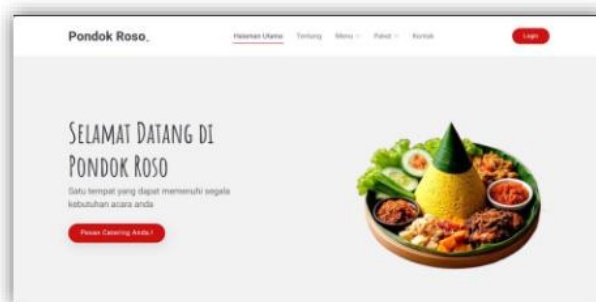 Pondok Roso.
Halaman Utama Tentang Menu Paket Kontak
Login
SELAMAT DATANG DI
PONDOK ROSO
Satu tempat yang dapat memenuhi segala
kebutuhan acara anda
Pesan Catering Anda !